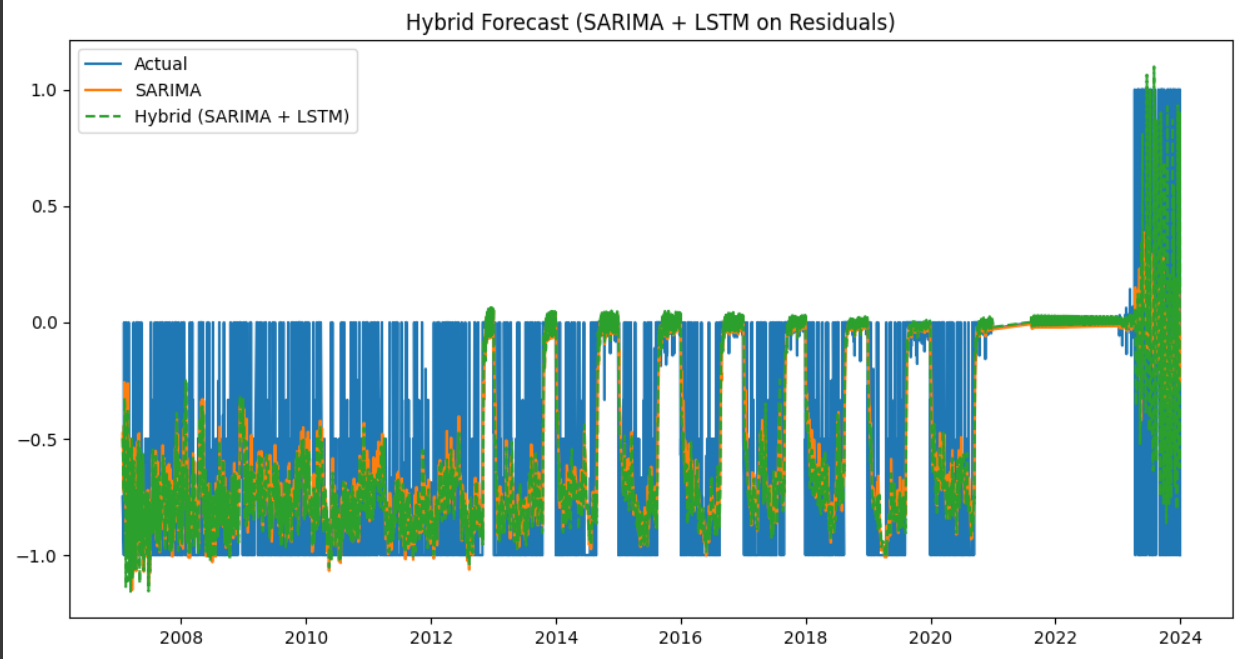 Hybrid Forecast (SARIMA + LSTM on Residuals)
Actual
SARIMA
Hybrid (SARIMA + LSTM)
1.0
0.5
0.0
−0.5
−1.0
2008 2010 2012 2014 2016 2018 2020 2022 2024